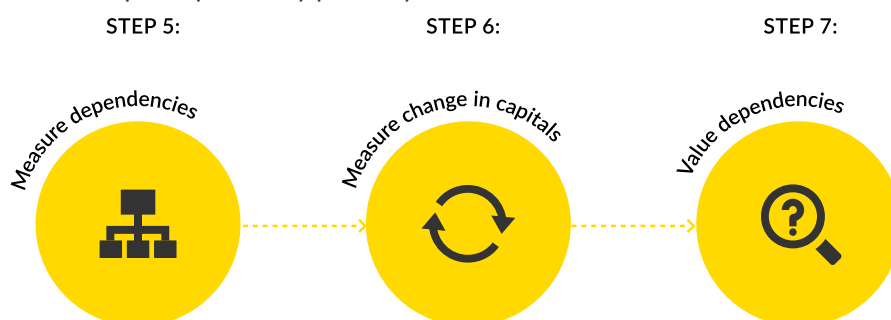 STEP 5:
STEP 6:
STEP 7:
Measure dependencies
Measure change in capitals
Value dependencies
?